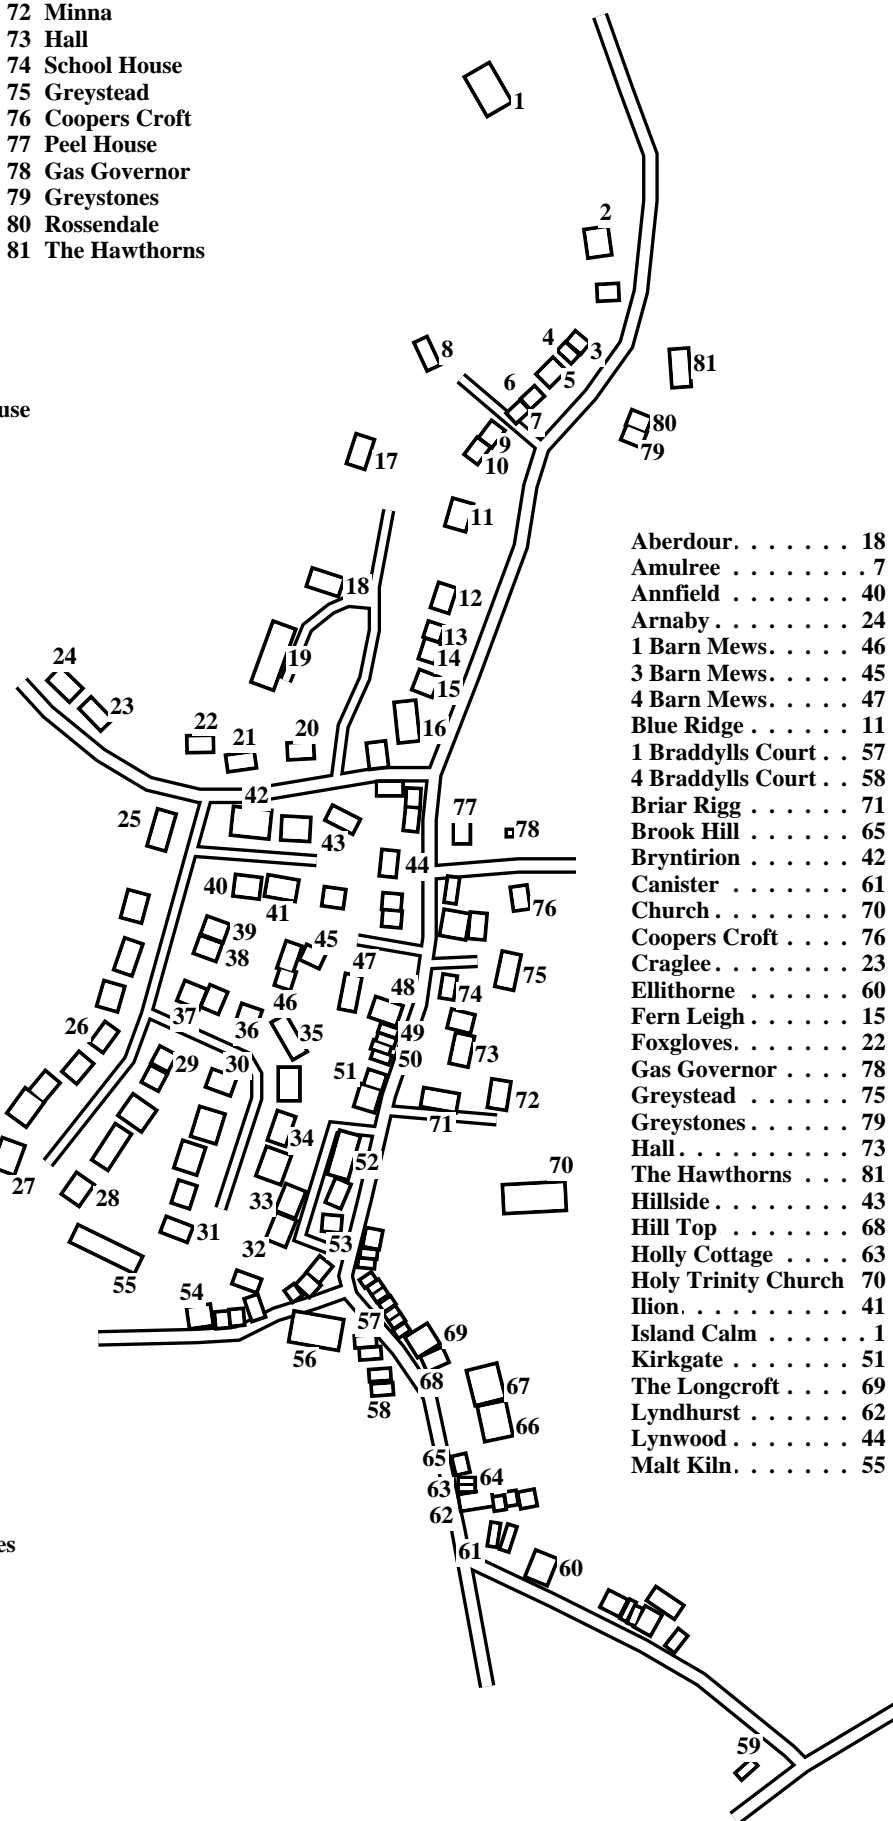 72 Minna
73 Hall
74 School House
75 Greystead
76 Coopers Croft
77 Peel House
78 Gas Governor
79 Greystones
80 Rossendale
81 The Hawthorns
use
es
1
2
3
4
5
6
7
8
9
10
11
12
13
14
15
16
17
18
19
20
21
22
23
24
25
26
27
28
29
30
31
32
33
34
35
36
37
38
39
40
41
42
43
44
45
46
47
48
49
50
51
52
53
54
55
56
57
58
59
60
61
62
63
64
65
66
67
68
69
70
71
72
73
74
75
76
77
78
79
80
81
Aberdour. . . . . . . 18
Amulree . . . . . . . . 7
Annfield . . . . . . . 40
Arnaby . . . . . . . . 24
1 Barn Mews. . . . . 46
3 Barn Mews. . . . . 45
4 Barn Mews. . . . . 47
Blue Ridge . . . . . . 11
1 Braddylls Court . . 57
4 Braddylls Court . . 58
Briar Rigg . . . . . . 71
Brook Hill . . . . . . 65
Bryntirion . . . . . . 42
Canister . . . . . . . 61
Church . . . . . . . . 70
Coopers Croft . . . . 76
Craglee. . . . . . . . 23
Ellithorne . . . . . . 60
Fern Leigh . . . . . . 15
Foxgloves. . . . . . . 22
Gas Governor . . . . 78
Greystead . . . . . . 75
Greystones . . . . . . 79
Hall . . . . . . . . . 73
The Hawthorns . . . 81
Hillside . . . . . . . . 43
Hill Top . . . . . . . 68
Holly Cottage . . . . 63
Holy Trinity Church 70
Ilion. . . . . . . . . . 41
Island Calm . . . . . . 1
Kirkgate . . . . . . . 51
The Longcroft . . . . 69
Lyndhurst . . . . . . 62
Lynwood . . . . . . . 44
Malt Kiln. . . . . . . 55